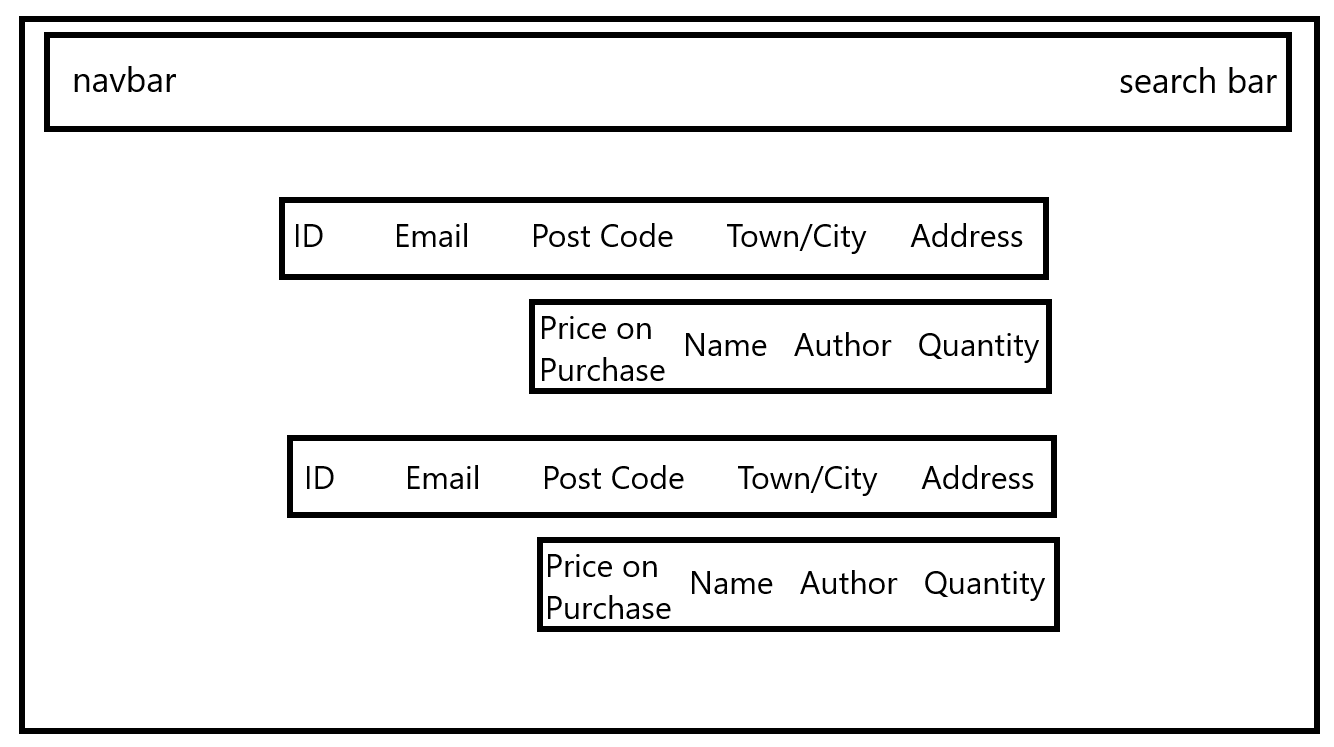 navbar search bar
ID Email Post Code Town/City Address
Price on
Purchase Name Author Quantity
ID Email Post Code Town/City Address
Price on
Purchase Name Author Quantity